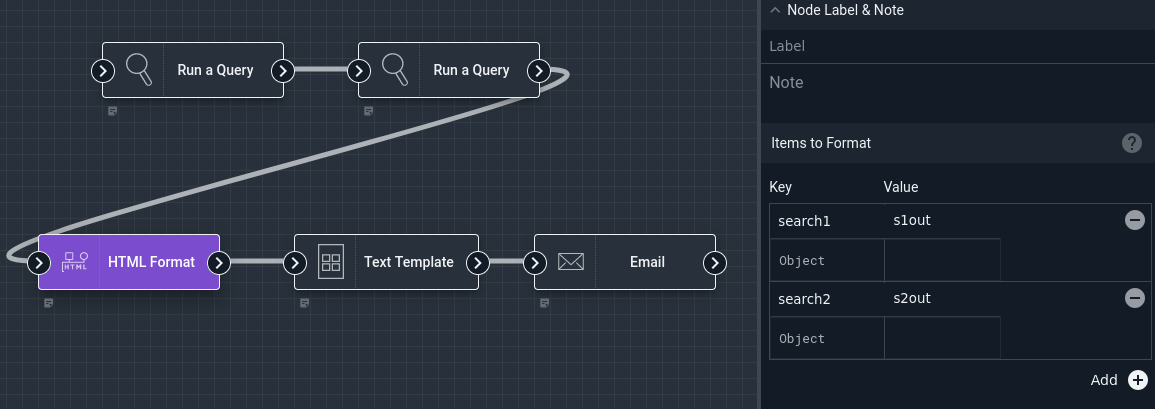 Run a Query
Run a Query
HTML
HTML Format
Text Template
Email
Node Label & Note
Label
Note
Items to Format
?
Key Value
search1 s1out
Object
search2 s2out
Object
Add